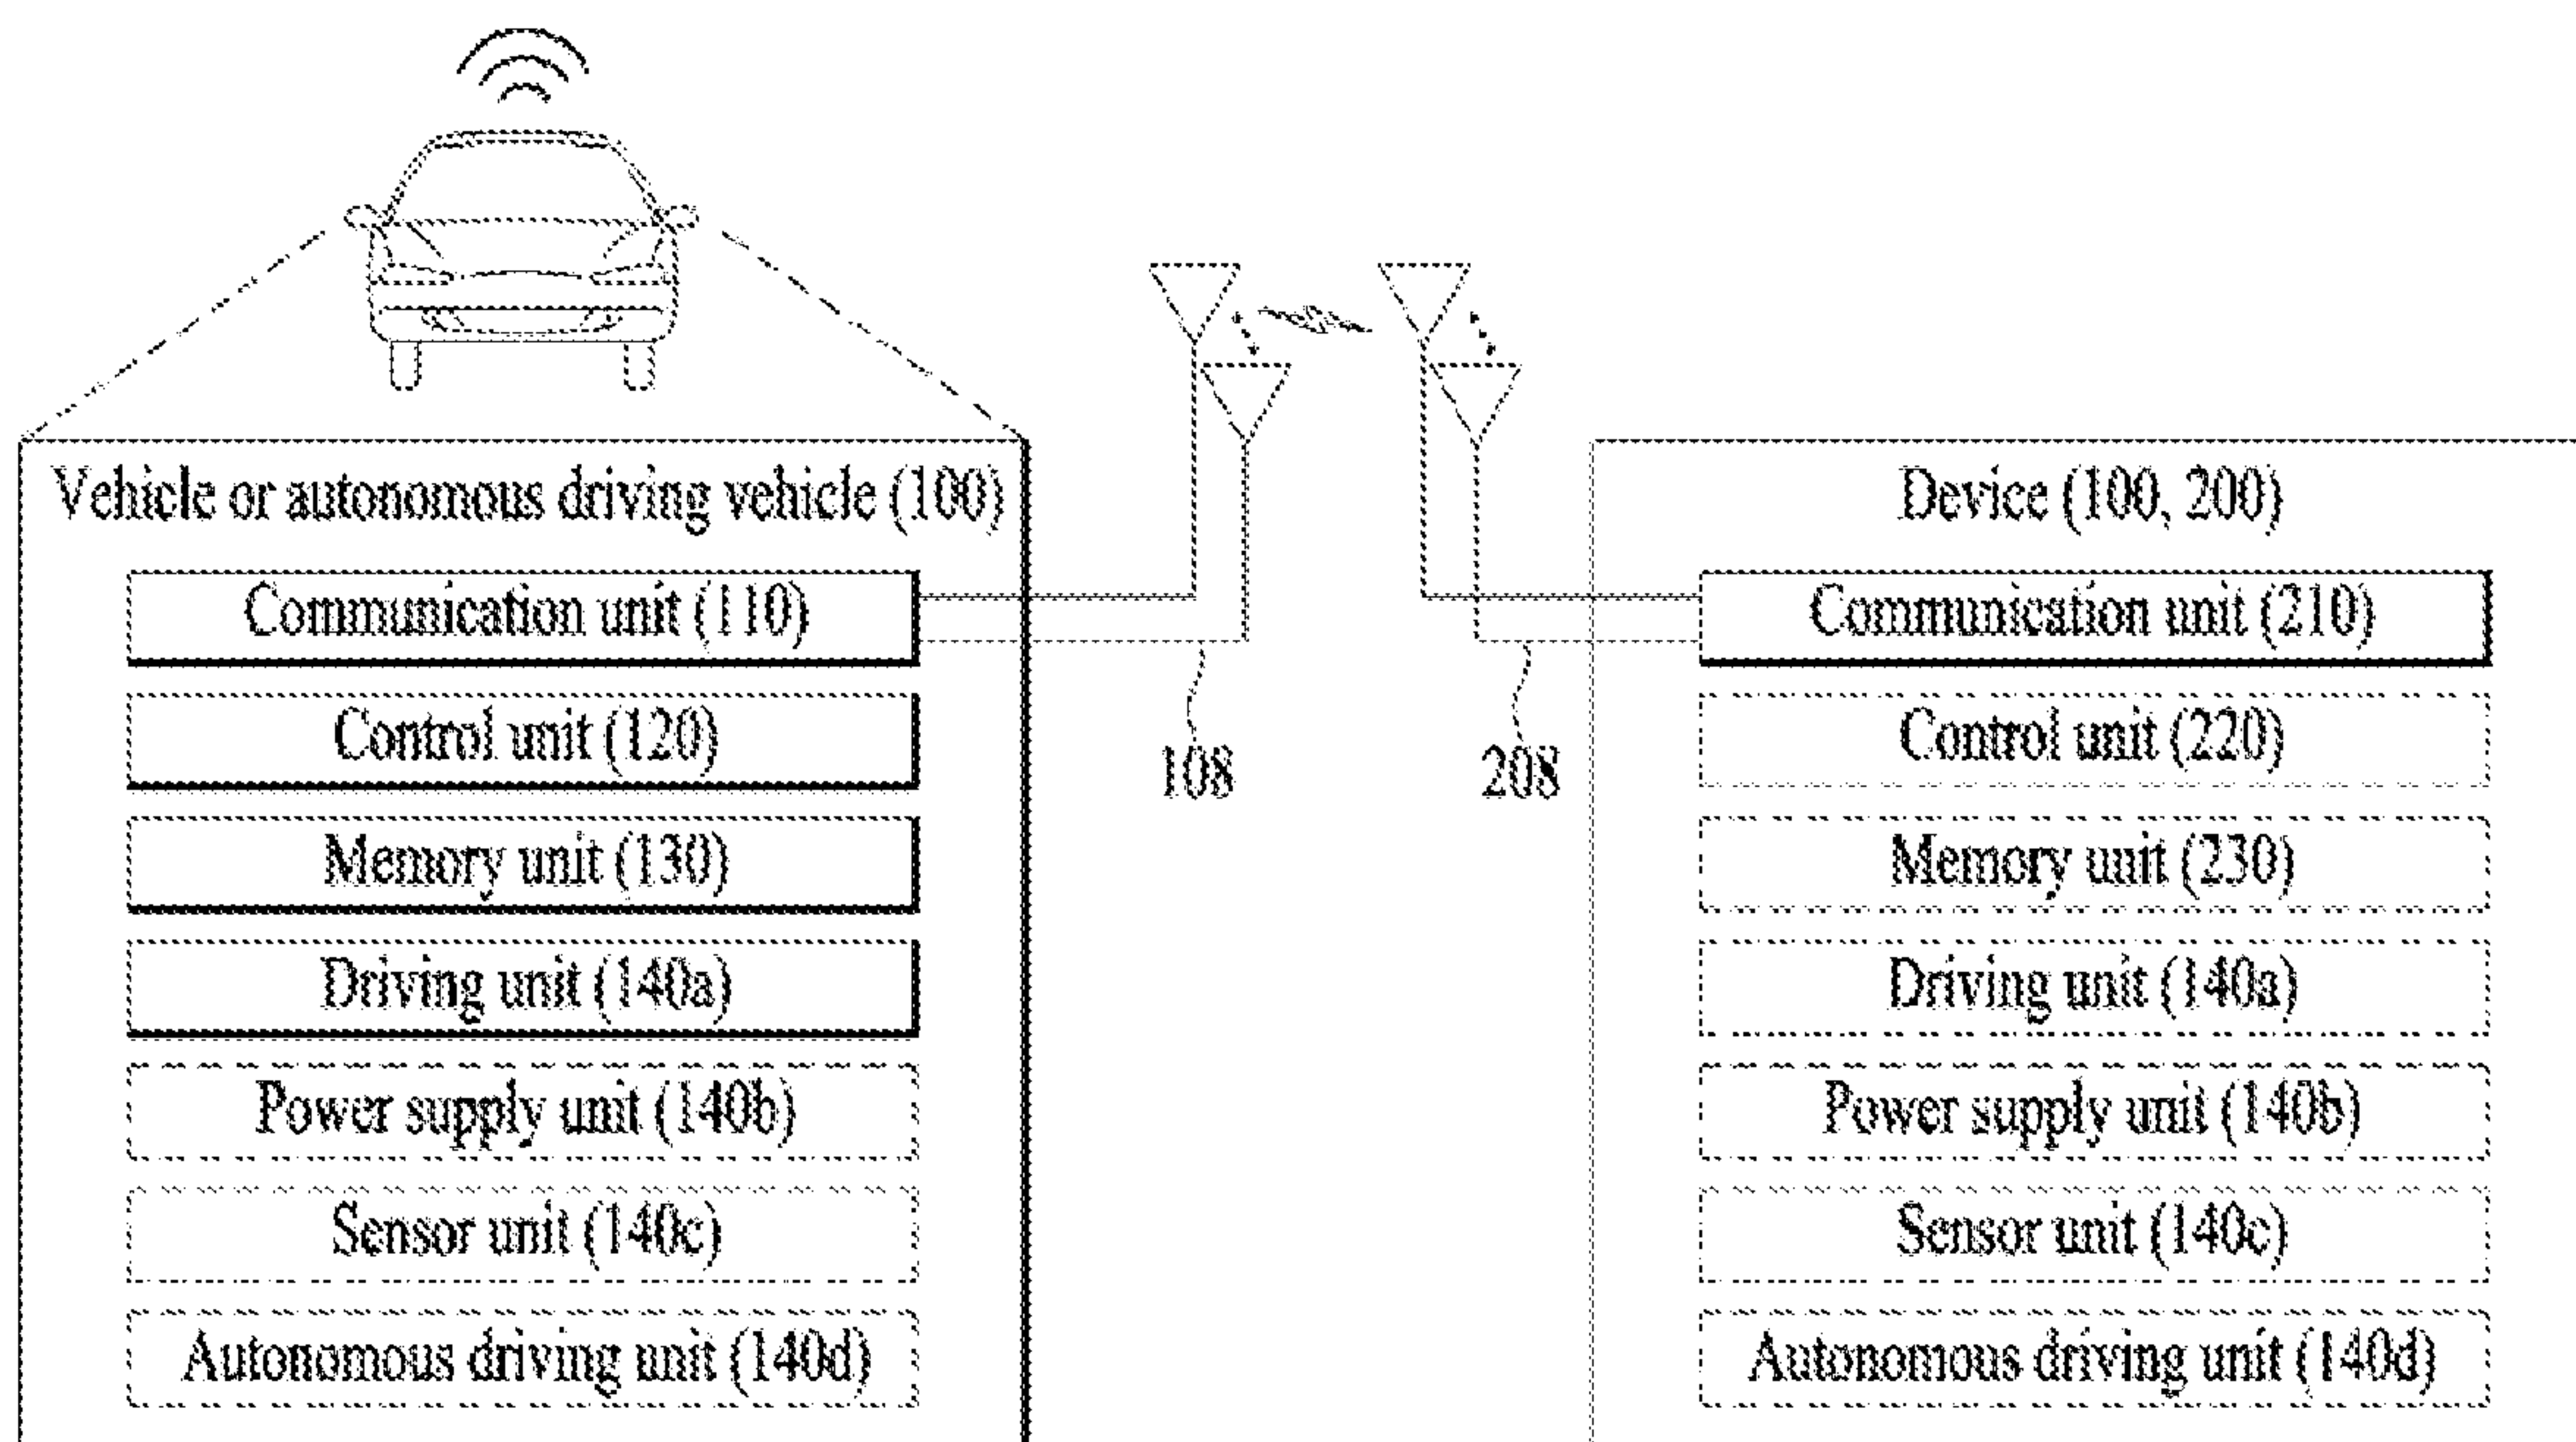 Vehicle or autonomous driving vehicle (100)
Communication unit (110)
Control unit (120)
Memory unit (130)
Driving unit (140a)
Power supply unit (140b)
Sensor unit (140c)
Autonomous driving unit (140d)
108
208
Device (100, 200)
Communication unit (210)
Control unit (220)
Memory unit (230)
Driving unit (140a)
Power supply unit (140b)
Sensor unit (140c)
Autonomous driving unit (140d)